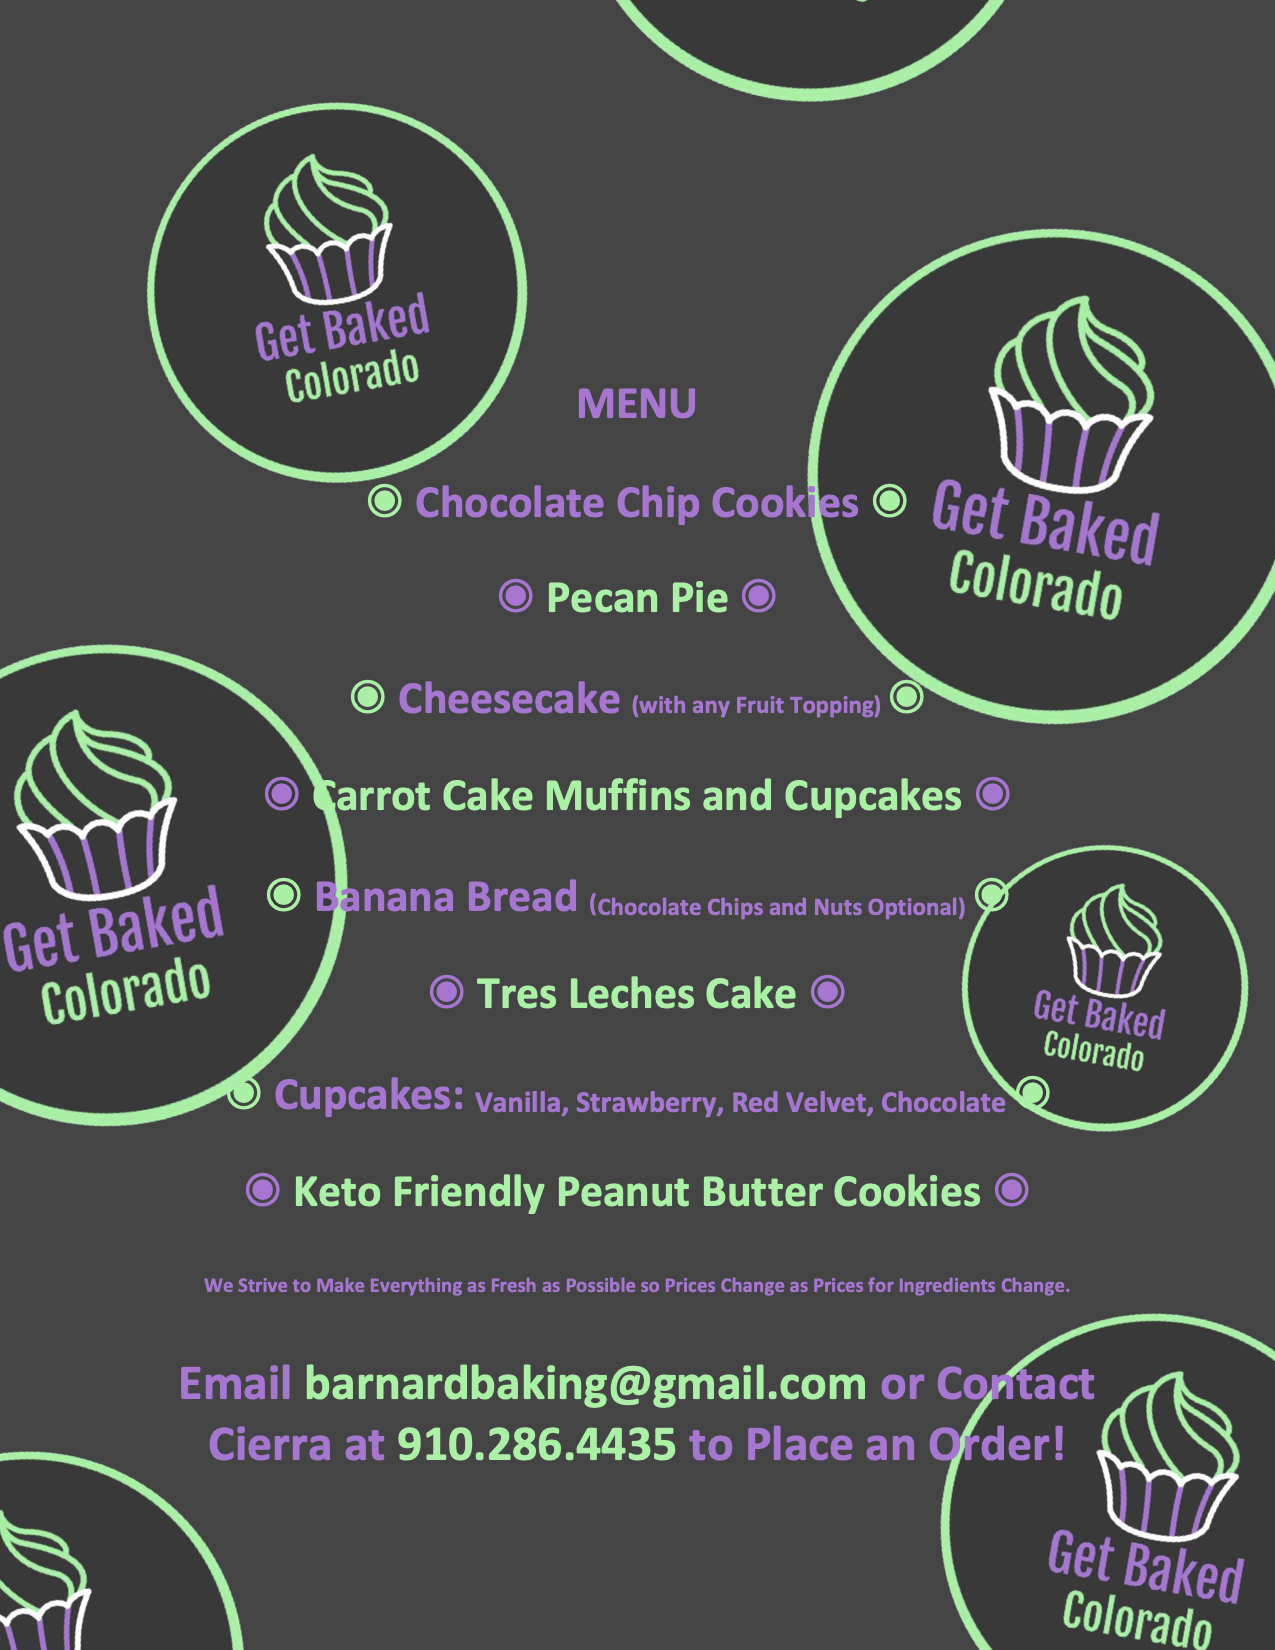 Get Baked
Colorado
MENU
Get Baked
Colorado
Chocolate Chip Cookies
Pecan Pie
Cheesecake (with any Fruit Topping)
Carrot Cake Muffins and Cupcakes
Get Baked
Colorado
Banana Bread (Chocolate Chips and Nuts Optional)
Tres Leches Cake
Get Baked
Colorado
Cupcakes: Vanilla, Strawberry, Red Velvet, Chocolate
Keto Friendly Peanut Butter Cookies
We Strive to Make Everything as Fresh as Possible so Prices Change as Prices for Ingredients Change.
Email barnardbaking@gmail.com or Contact
Cierra at 910.286.4435 to Place an Order!
Get Baked
Colorado